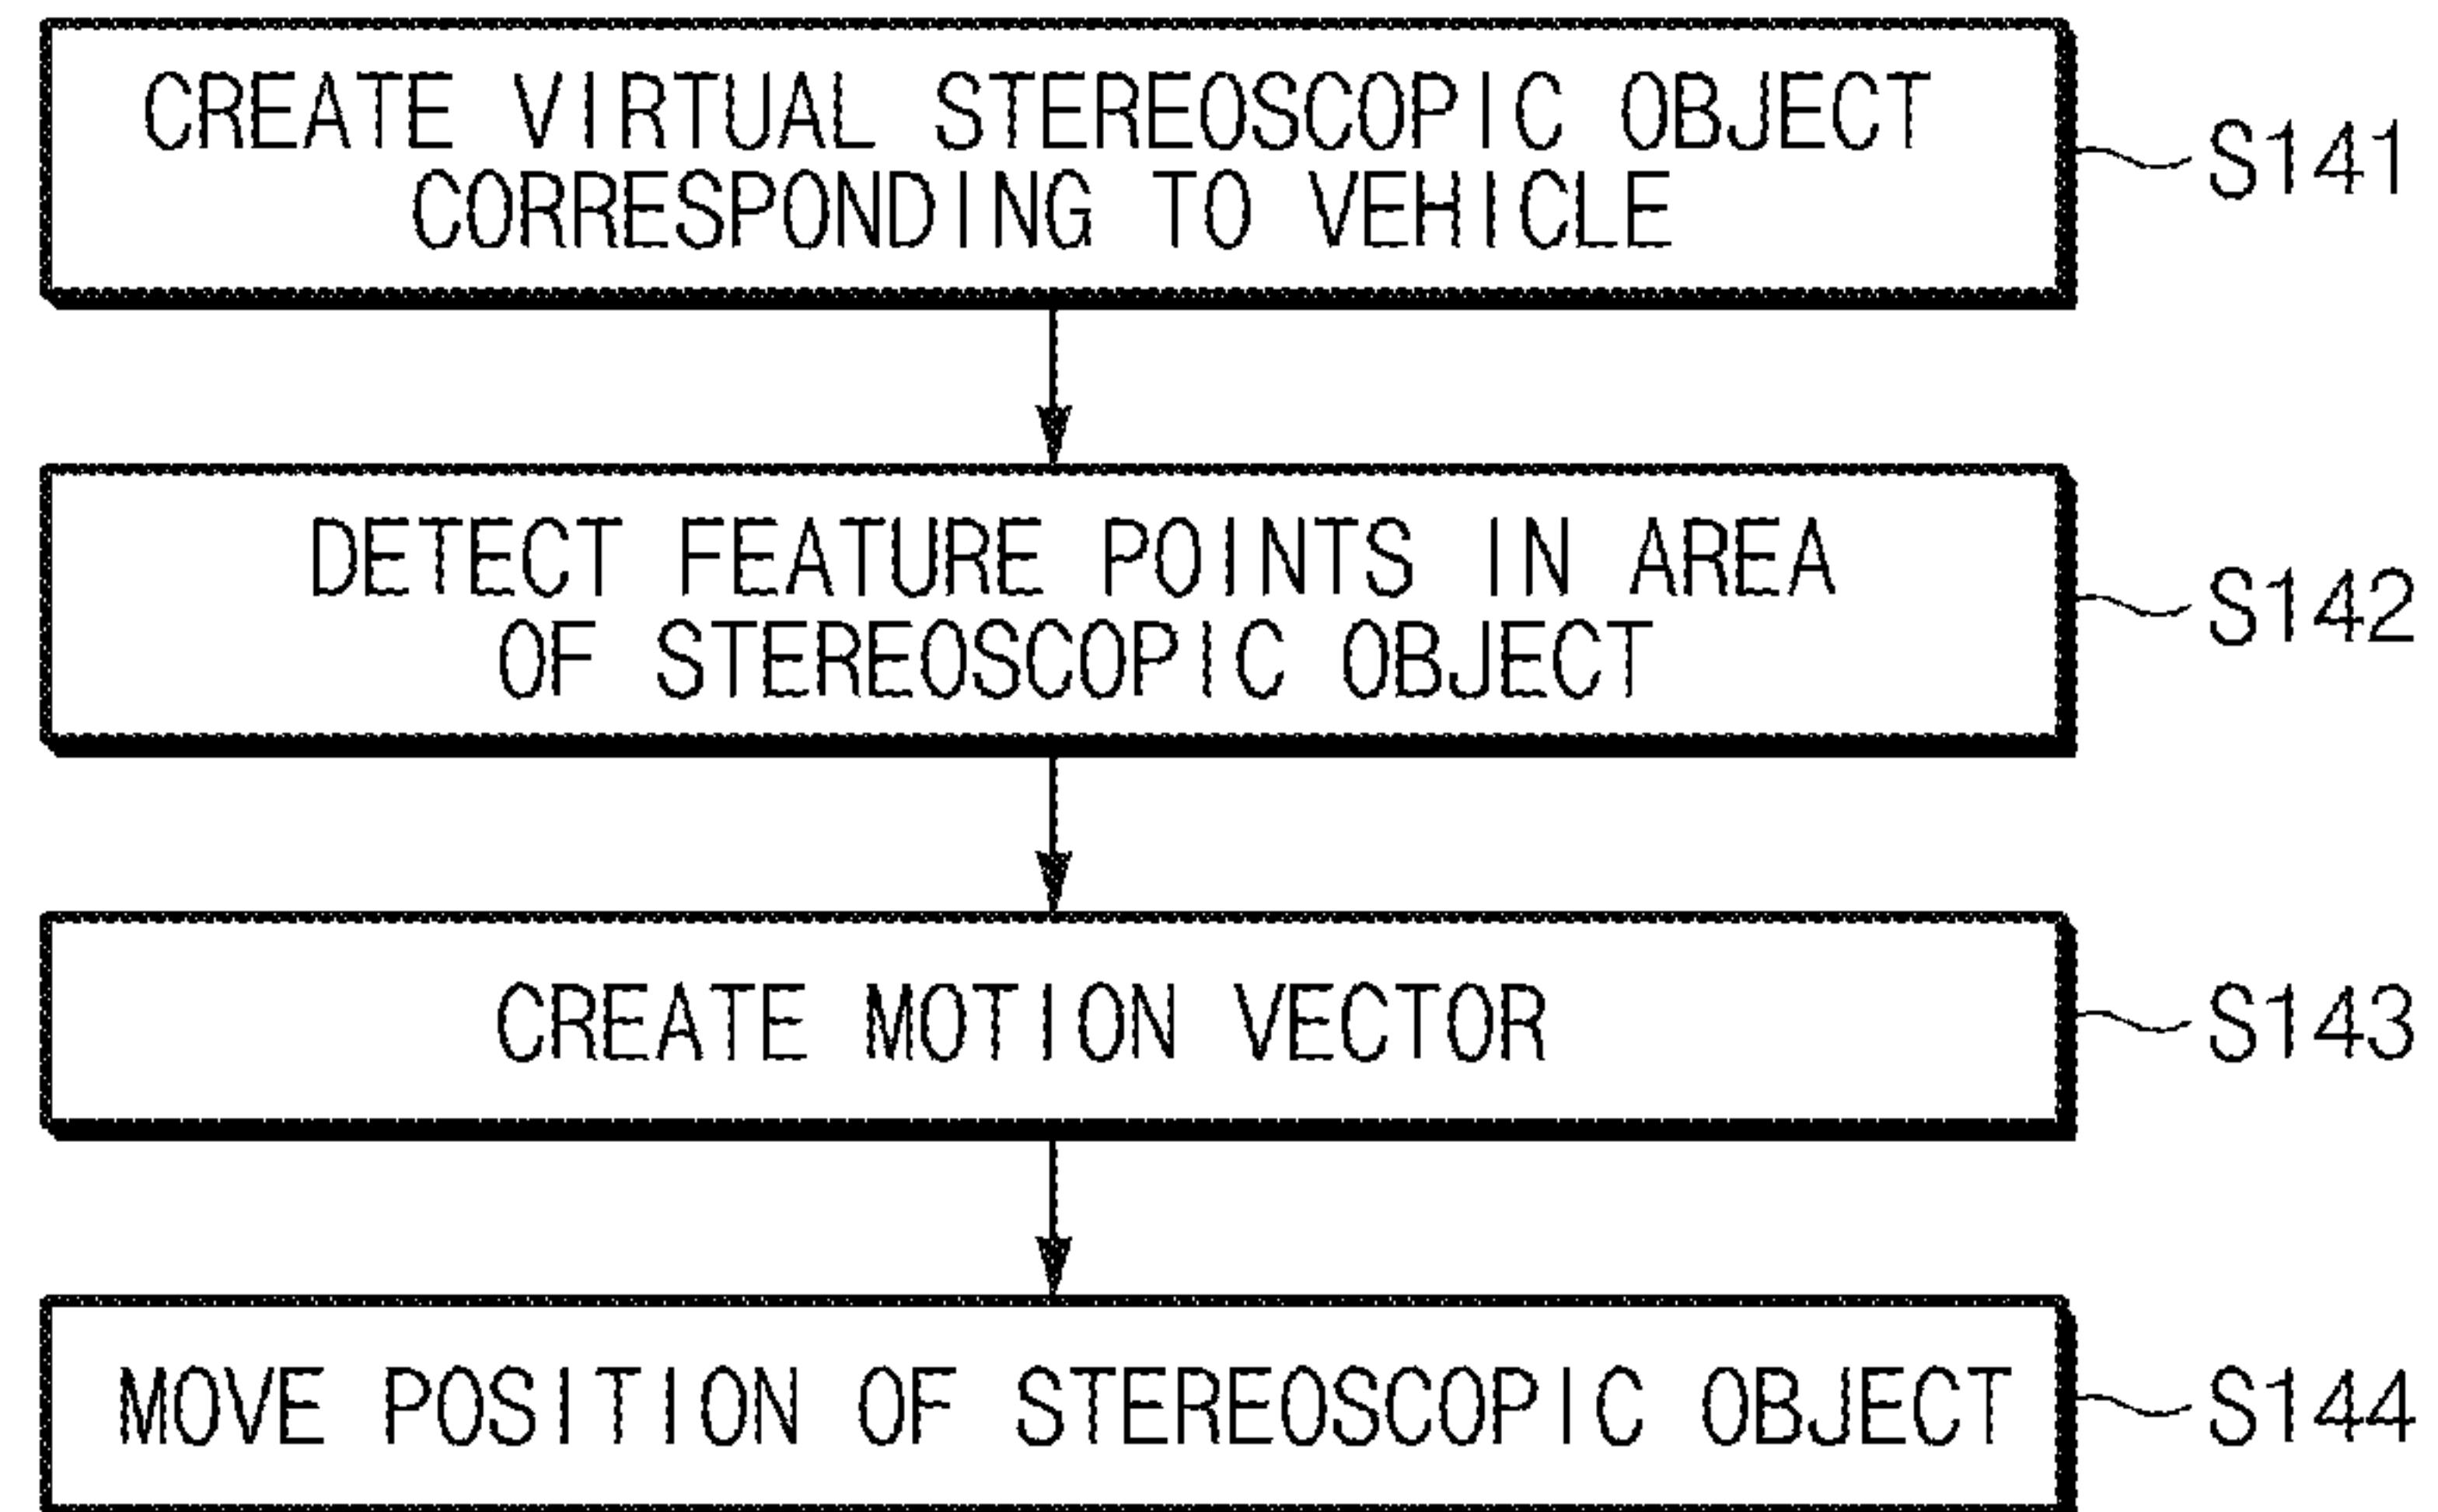 CREATE VIRTUAL STEREOSCOPIC OBJECT
CORRESPONDING TO VEHICLE
S141
DETECT FEATURE POINTS IN AREA
OF STEREOSCOPIC OBJECT
S142
CREATE MOTION VECTOR
S143
MOVE POSITION OF STEREOSCOPIC OBJECT
S144